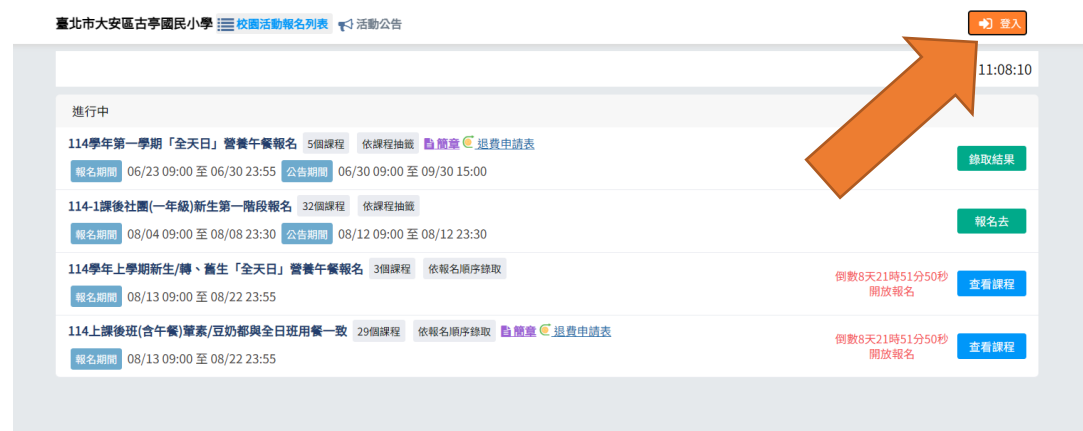 臺北市大安區古亭國民小學 校園活動報名列表 活動公告 登入
11:08:10
進行中
114學年第一學期「全天日」營養午餐報名 5個課程 依課程抽籤 簡章 退費申請表
報名期間 06/23 09:00 至 06/30 23:55 公告期間 06/30 09:00 至 09/30 15:00
錄取結果
114-1課後社團(一年級)新生第一階段報名 32個課程 依課程抽籤
報名期間 08/04 09:00 至 08/08 23:30 公告期間 08/12 09:00 至 08/12 23:30
報名去
114學年上學期新生/轉、舊生「全天日」營養午餐報名 3個課程 依報名順序錄取
報名期間 08/13 09:00 至 08/22 23:55
倒數8天21時51分50秒
開放報名
查看課程
114上課後班(含午餐)葷素/豆奶都與全日班用餐一致 29個課程 依報名順序錄取 簡章 退費申請表
報名期間 08/13 09:00 至 08/22 23:55
倒數8天21時51分50秒
開放報名
查看課程